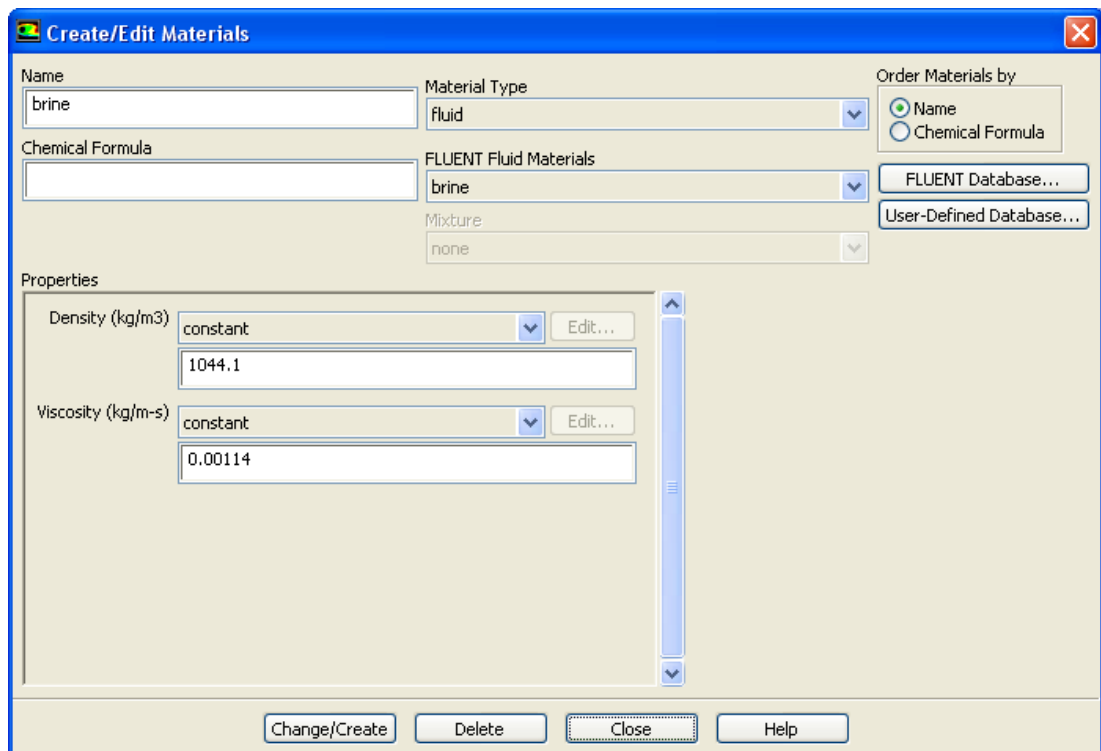 Create/Edit Materials
Name
brine
Chemical Formula
Material Type
fluid
FLUENT Fluid Materials
brine
Mixture
none
Order Materials by
Name
Chemical Formula
FLUENT Database...
User-Defined Database...
Properties
Density (kg/m3)
constant
Edit...
1044.1
Viscosity (kg/m-s)
constant
Edit...
0.00114
Change/Create
Delete
Close
Help